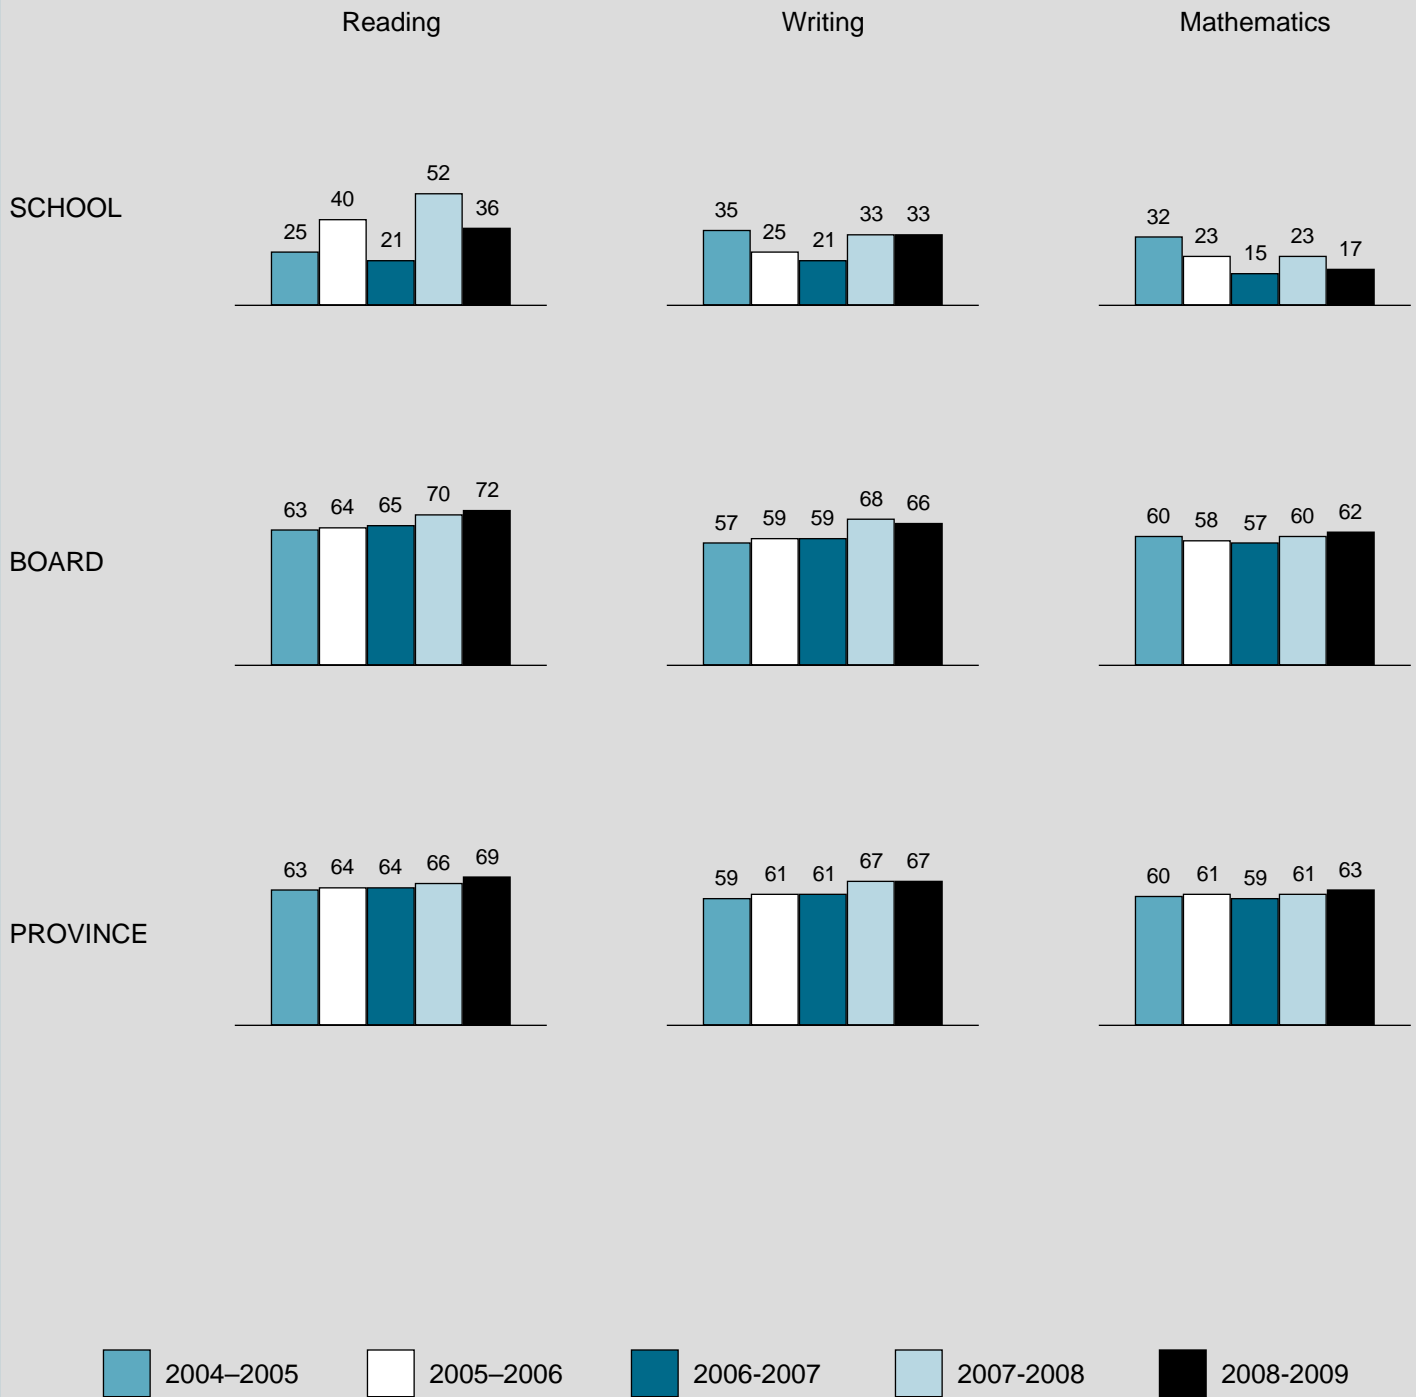 Reading Writing Mathematics
SCHOOL
25 40 21 52 36
35 25 21 33 33
32 23 15 23 17
BOARD
63 64 65 70 72
57 59 59 68 66
60 58 57 60 62
PROVINCE
63 64 64 66 69
59 61 61 67 67
60 61 59 61 63
2004–2005 2005–2006 2006-2007 2007-2008 2008-2009